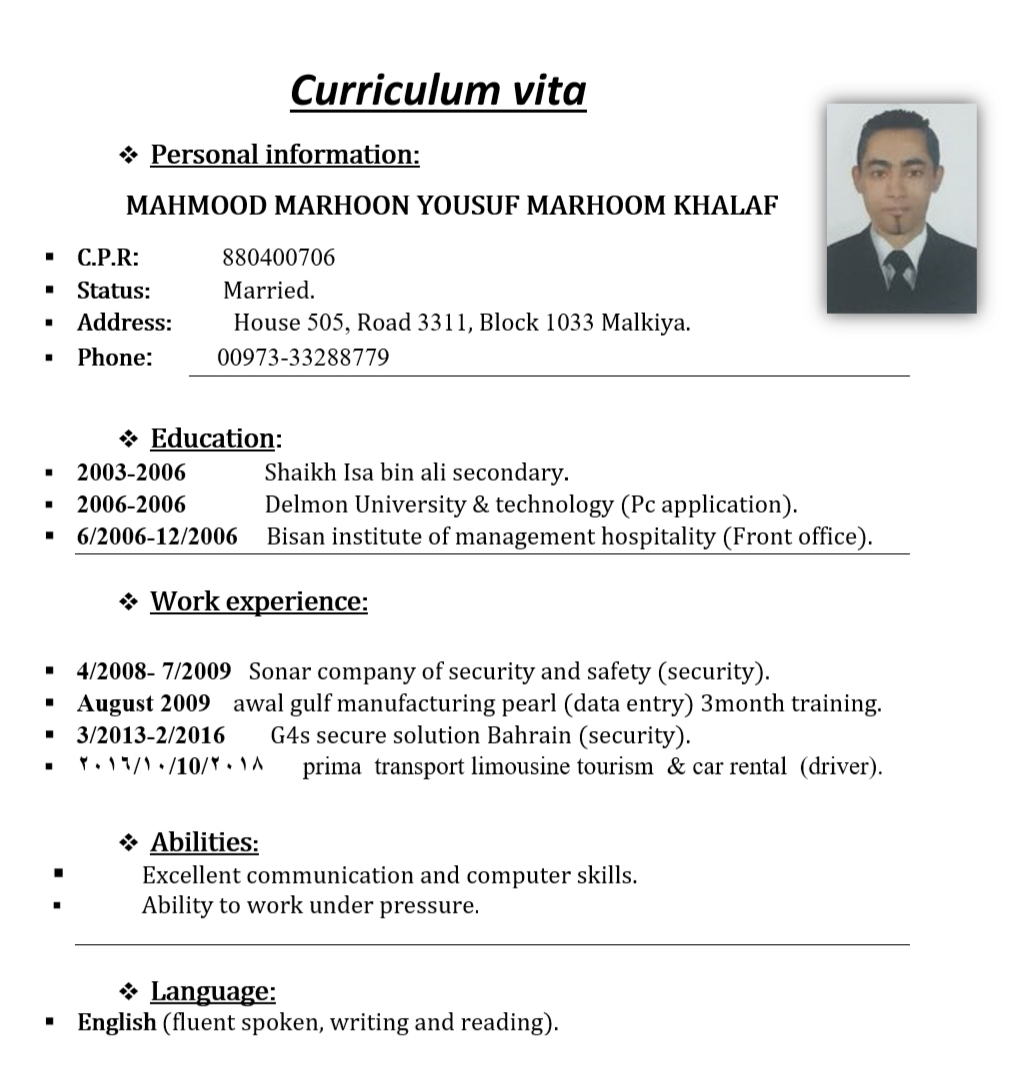 Curriculum vita
❖ Personal information:
MAHMOOD MARHOON YOUSUF MARHOOM KHALAF
▪ C.P.R: 880400706
▪ Status: Married.
▪ Address: House 505, Road 3311, Block 1033 Malkiya.
▪ Phone: 00973-33288779
❖ Education:
▪ 2003-2006 Shaikh Isa bin ali secondary.
▪ 2006-2006 Delmon University & technology (Pc application).
▪ 6/2006-12/2006 Bisan institute of management hospitality (Front office).
❖ Work experience:
▪ 4/2008- 7/2009 Sonar company of security and safety (security).
▪ August 2009 awal gulf manufacturing pearl (data entry) 3month training.
▪ 3/2013-2/2016 G4s secure solution Bahrain (security).
▪ ٢٠١٦/١٠/10/٢٠١٨ prima transport limousine tourism & car rental (driver).
❖ Abilities:
▪ Excellent communication and computer skills.
▪ Ability to work under pressure.
❖ Language:
▪ English (fluent spoken, writing and reading).